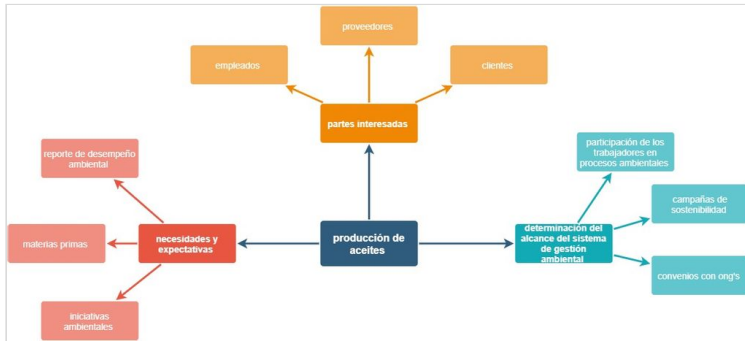 proveedores
empleados
clientes
partes interesadas
participación de los
trabajadores en
procesos ambientales
reporte de desempeño
ambiental
campañas de
sostenibilidad
necesidades y
expectativas
materias primas
producción de
aceites
determinación del
alcance del sistema
de gestión
ambiental
convenios con ong's
iniciativas
ambientales